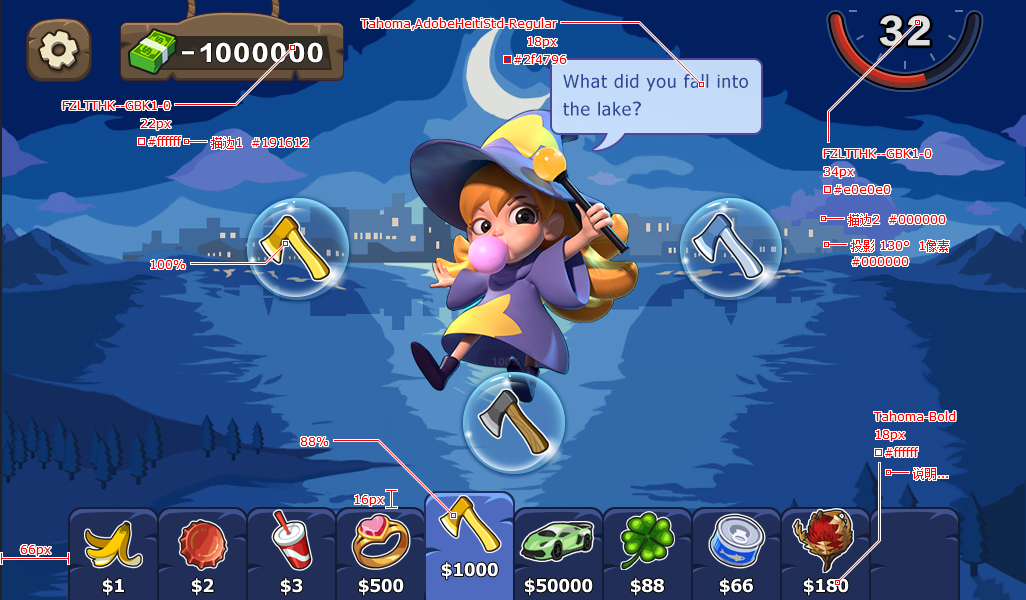 Tahoma,AdobeHeitiStd-Regular
18px
#2f4796
-1000000
32
What did you fall into
the lake?
FZLTTHK--GBK1-0
22px
#ffffff 描边1 #191612
FZLTTHK--GBK1-0
34px
#e0e0e0
描边2 #000000
投影 130° 1像素
#000000
100%
100%
88%
16px
66px
Tahoma-Bold
18px
#ffffff
说明...
$1
$2
$3
$500
$1000
$50000
$88
$66
$180